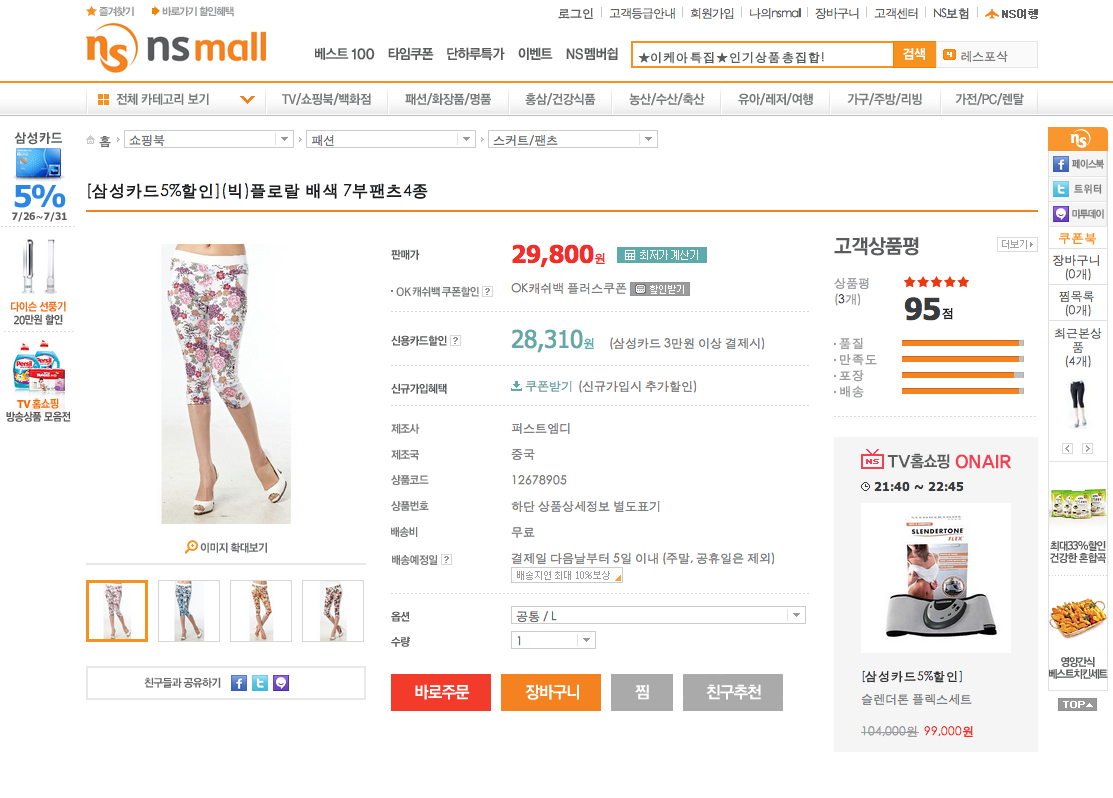 즐겨찾기 바로가기 할인혜택
로그인 고객등급안내 회원가입 나의nsmall 장바구니 고객센터 NS보험 NS여행
ns nsmall
베스트 100 타임쿠폰 단하루특가 이벤트 NS멤버쉽 ★이케아 특집★인기상품 총집합! 검색 4 레스포삭
전체 카테고리 보기 TV/쇼핑북/백화점 패션/화장품/명품 홍삼/건강식품 농산/수산/축산 유아/레저/여행 가구/주방/리빙 가전/PC/렌탈
삼성카드
5%
7/26~7/31
다이슨 선풍기
20만원 할인
Persil
TV 홈쇼핑
방송상품 모음전
홈 쇼핑북 패션 스커트/팬츠
[삼성카드5%할인](빅)플로랄 배색 7부팬츠4종
이미지 확대보기
친구들과 공유하기 f t
판매가 29,800원 최저가 계산기
· OK캐쉬백 쿠폰할인 ? OK캐쉬백 플러스쿠폰 할인받기
신용카드할인 ? 28,310원 (삼성카드 3만원 이상 결제시)
신규가입혜택 쿠폰받기 (신규가입시 추가할인)
제조사 퍼스트엠디
제조국 중국
상품코드 12678905
상품번호 하단 상품상세정보 별도표기
배송비 무료
배송예정일 ? 결제일 다음날부터 5일 이내 (주말, 공휴일은 제외)
배송지연 최대 10%보상
옵션 공통 / L
수량 1
바로주문 장바구니 찜 친구추천
고객상품평 더보기
상품평
(3개)
★★★★★
95점
· 품질
· 만족도
· 포장
· 배송
NS TV홈쇼핑 ONAIR
21:40 ~ 22:45
SLENDERTONE
FLEX
[삼성카드5%할인]
슬렌더톤 플렉스세트
104,000원 99,000원
ns
f 페이스북
t 트위터
미투데이
쿠폰북
장바구니
(0개)
찜목록
(0개)
최근본상
품
(4개)
최대33%할인
건강한 혼합곡
영양간식
베스트치킨세트
TOP